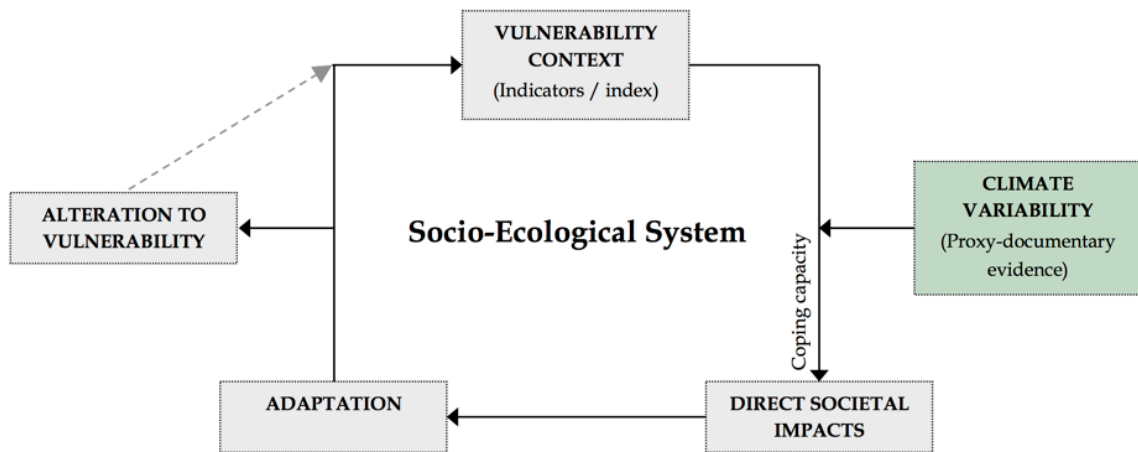 VULNERABILITY
CONTEXT
(Indicators / index)
CLIMATE
VARIABILITY
(Proxy-documentary
evidence)
ALTERATION TO
VULNERABILITY
Socio-Ecological System
Coping capacity
ADAPTATION
DIRECT SOCIETAL
IMPACTS